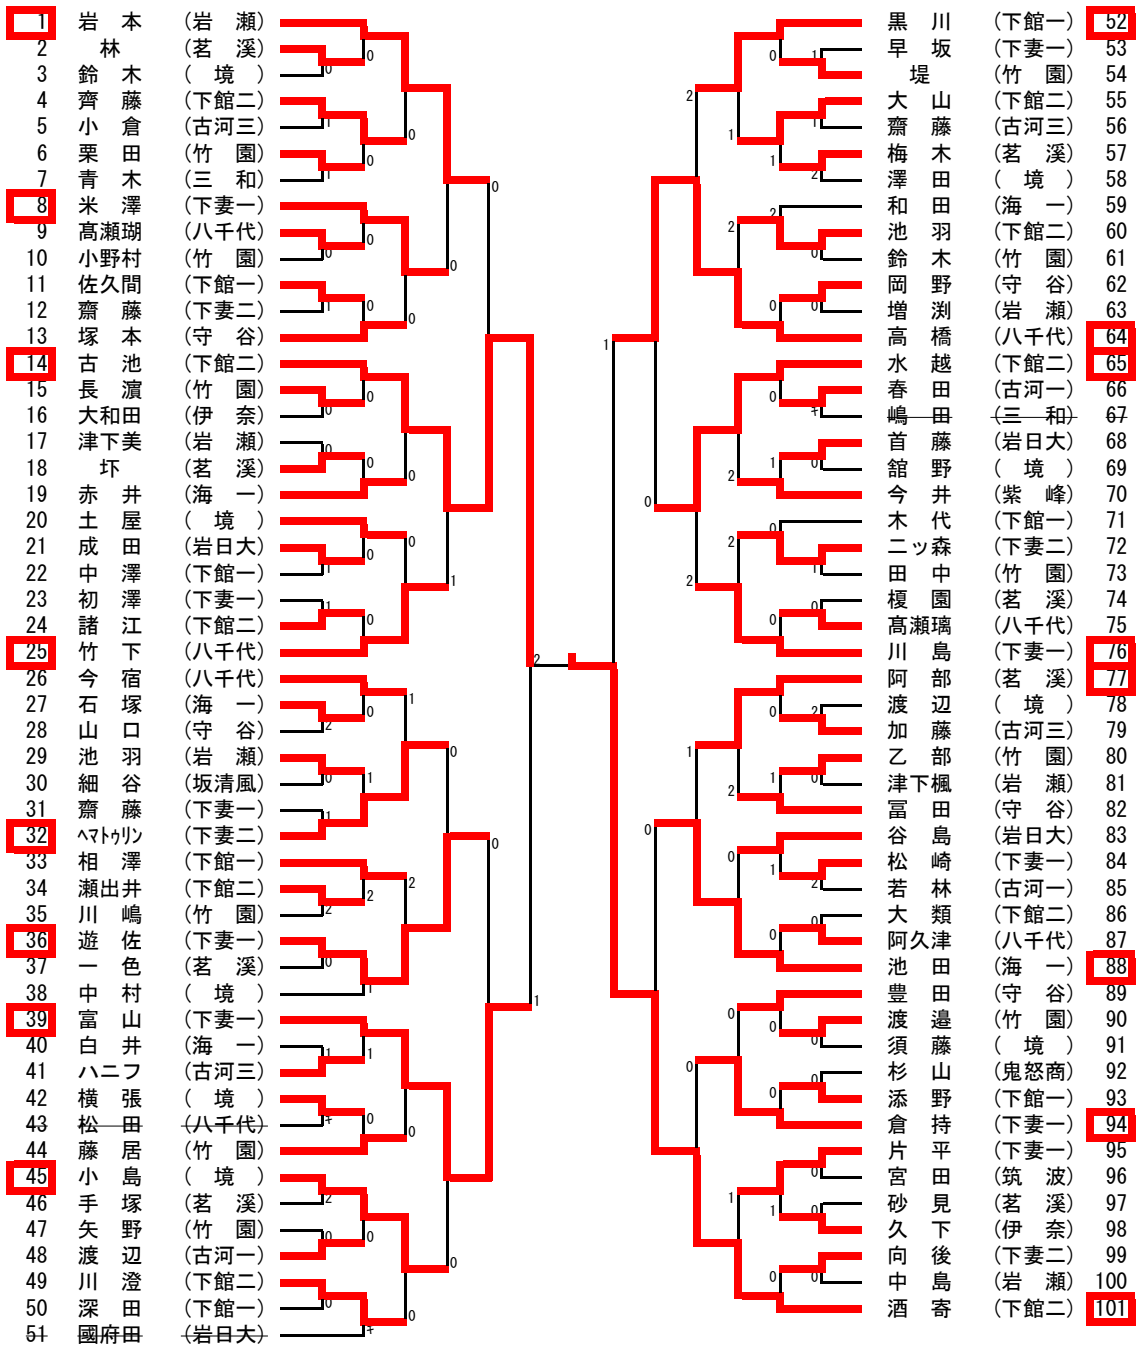 1 岩本 (岩瀬)
2 林 (茗溪)
3 鈴木 (境)
4 齊藤 (下館二)
5 小倉 (古河三)
6 栗田 (竹園)
7 青木 (三和)
8 米澤 (下妻一)
9 髙瀬瑚 (八千代)
10 小野村 (竹園)
11 佐久間 (下館一)
12 齋藤 (下妻二)
13 塚本 (守谷)
14 古池 (下館二)
15 長濵 (竹園)
16 大和田 (伊奈)
17 津下美 (岩瀬)
18 坏 (茗溪)
19 赤井 (海一)
20 土屋 (境)
21 成田 (岩日大)
22 中澤 (下館一)
23 初澤 (下妻一)
24 諸江 (下館二)
25 竹下 (八千代)
26 今宿 (八千代)
27 石塚 (海一)
28 山口 (守谷)
29 池羽 (岩瀬)
30 細谷 (坂清風)
31 齋藤 (下妻一)
32 ヘマトゥリン (下妻二)
33 相澤 (下館一)
34 瀬出井 (下館二)
35 川嶋 (竹園)
36 遊佐 (下妻一)
37 一色 (茗溪)
38 中村 (境)
39 富山 (下妻一)
40 白井 (海一)
41 ハニフ (古河三)
42 横張 (境)
43 松田 (八千代)
44 藤居 (竹園)
45 小島 (境)
46 手塚 (茗溪)
47 矢野 (竹園)
48 渡辺 (古河一)
49 川澄 (下館二)
50 深田 (下館一)
51 國府田 (岩日大)
黒川 (下館一) 52
早坂 (下妻一) 53
堤 (竹園) 54
大山 (下館二) 55
齋藤 (古河三) 56
梅木 (茗溪) 57
澤田 (境) 58
和田 (海一) 59
池羽 (下館二) 60
鈴木 (竹園) 61
岡野 (守谷) 62
増渕 (岩瀬) 63
高橋 (八千代) 64
水越 (下館二) 65
春田 (古河一) 66
嶋田 (三和) 67
首藤 (岩日大) 68
舘野 (境) 69
今井 (紫峰) 70
木代 (下館一) 71
二ッ森 (下妻二) 72
田中 (竹園) 73
榎園 (茗溪) 74
髙瀬璃 (八千代) 75
川島 (下妻一) 76
阿部 (茗溪) 77
渡辺 (境) 78
加藤 (古河三) 79
乙部 (竹園) 80
津下楓 (岩瀬) 81
冨田 (守谷) 82
谷島 (岩日大) 83
松崎 (下妻一) 84
若林 (古河一) 85
大類 (下館二) 86
阿久津 (八千代) 87
池田 (海一) 88
豊田 (守谷) 89
渡邉 (竹園) 90
須藤 (境) 91
杉山 (鬼怒商) 92
添野 (下館一) 93
倉持 (下妻一) 94
片平 (下妻一) 95
宮田 (筑波) 96
砂見 (茗溪) 97
久下 (伊奈) 98
向後 (下妻二) 99
中島 (岩瀬) 100
酒寄 (下館二) 101